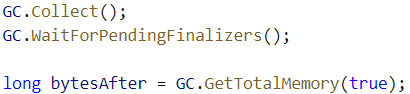 GC.Collect();
GC.WaitForPendingFinalizers();
long bytesAfter = GC.GetTotalMemory(true);